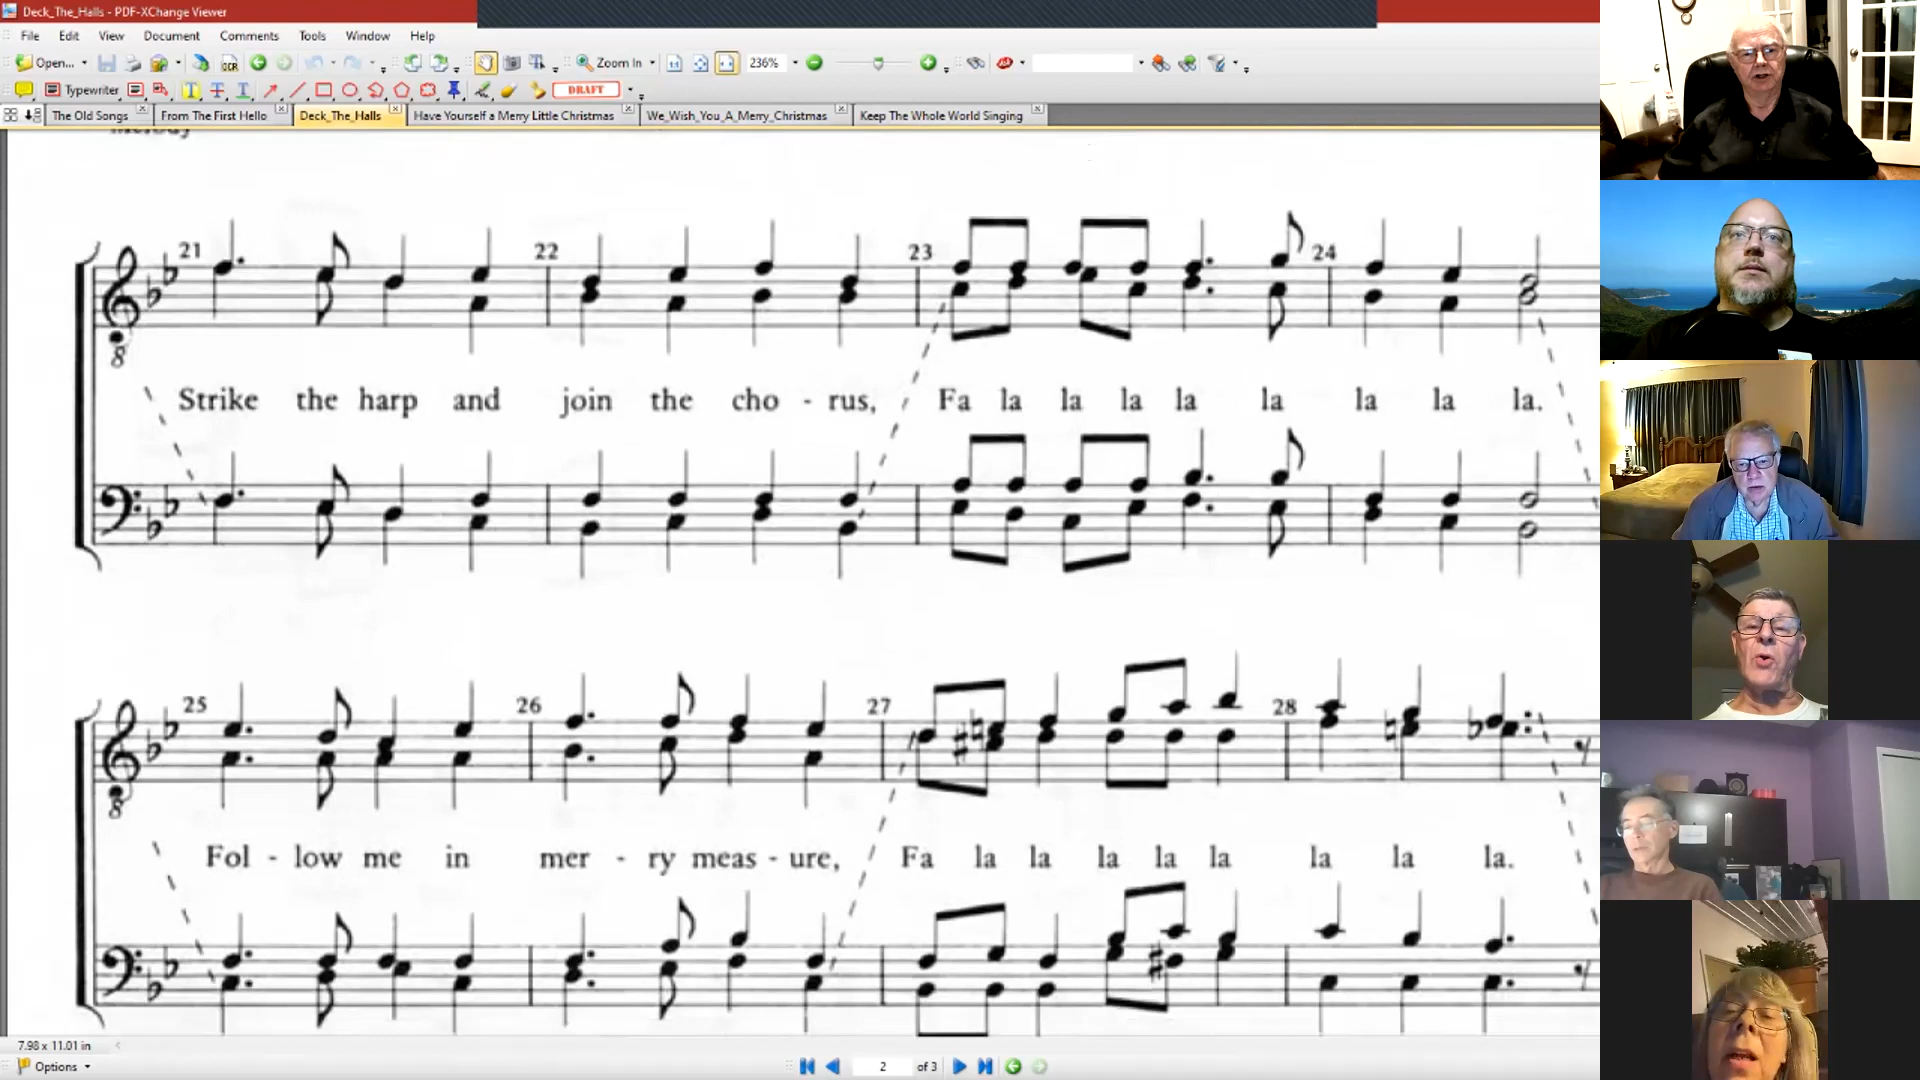 Deck_The_Halls - PDF-XChange Viewer
File Edit View Document Comments Tools Window Help
Open... OCR Zoom In 236%
Typewriter T T T DRAFT
The Old Songs From The First Hello Deck_The_Halls Have Yourself a Merry Little Christmas We_Wish_You_A_Merry_Christmas Keep The Whole World Singing
melody
21 22 23 24
8
Strike the harp and join the cho - rus, Fa la la la la la la la la.
25 26 27 28
8
Fol - low me in mer - ry meas - ure, Fa la la la la la la la la.
7.98 x 11.01 in
Options 2 of 3